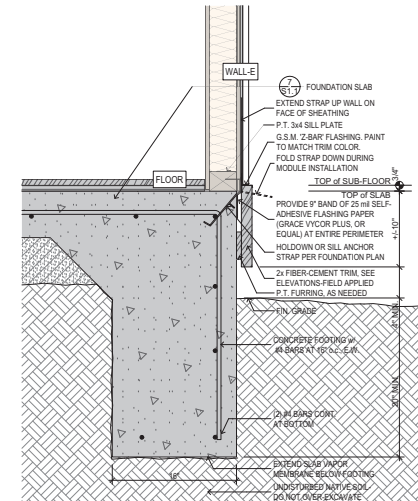 WALL-E
7
S1.1
FOUNDATION SLAB
EXTEND STRAP UP WALL ON
FACE OF SHEATHING
P.T. 3x4 SILL PLATE
G.S.M. 'Z-BAR' FLASHING. PAINT
TO MATCH TRIM COLOR.
FOLD STRAP DOWN DURING
MODULE INSTALLATION
FLOOR
TOP of SUB-FLOOR
3/4"
TOP of SLAB
PROVIDE 9" BAND OF 25 mil SELF-
ADHESIVE FLASHING PAPER
(GRACE VYCOR PLUS, OR
EQUAL) AT ENTIRE PERIMETER
+/-10"
HOLDOWN OR SILL ANCHOR
STRAP PER FOUNDATION PLAN
2x FIBER-CEMENT TRIM, SEE
ELEVATIONS-FIELD APPLIED
P.T. FURRING, AS NEEDED
FIN. GRADE
4" MIN.
CONCRETE FOOTING w/
#4 BARS AT 16" o.c., E.W.
20" MIN.
(2) #4 BARS CONT.
AT BOTTOM
EXTEND SLAB VAPOR
MEMBRANE BELOW FOOTING
16"
UNDISTURBED NATIVE SOIL-
DO NOT OVER-EXCAVATE